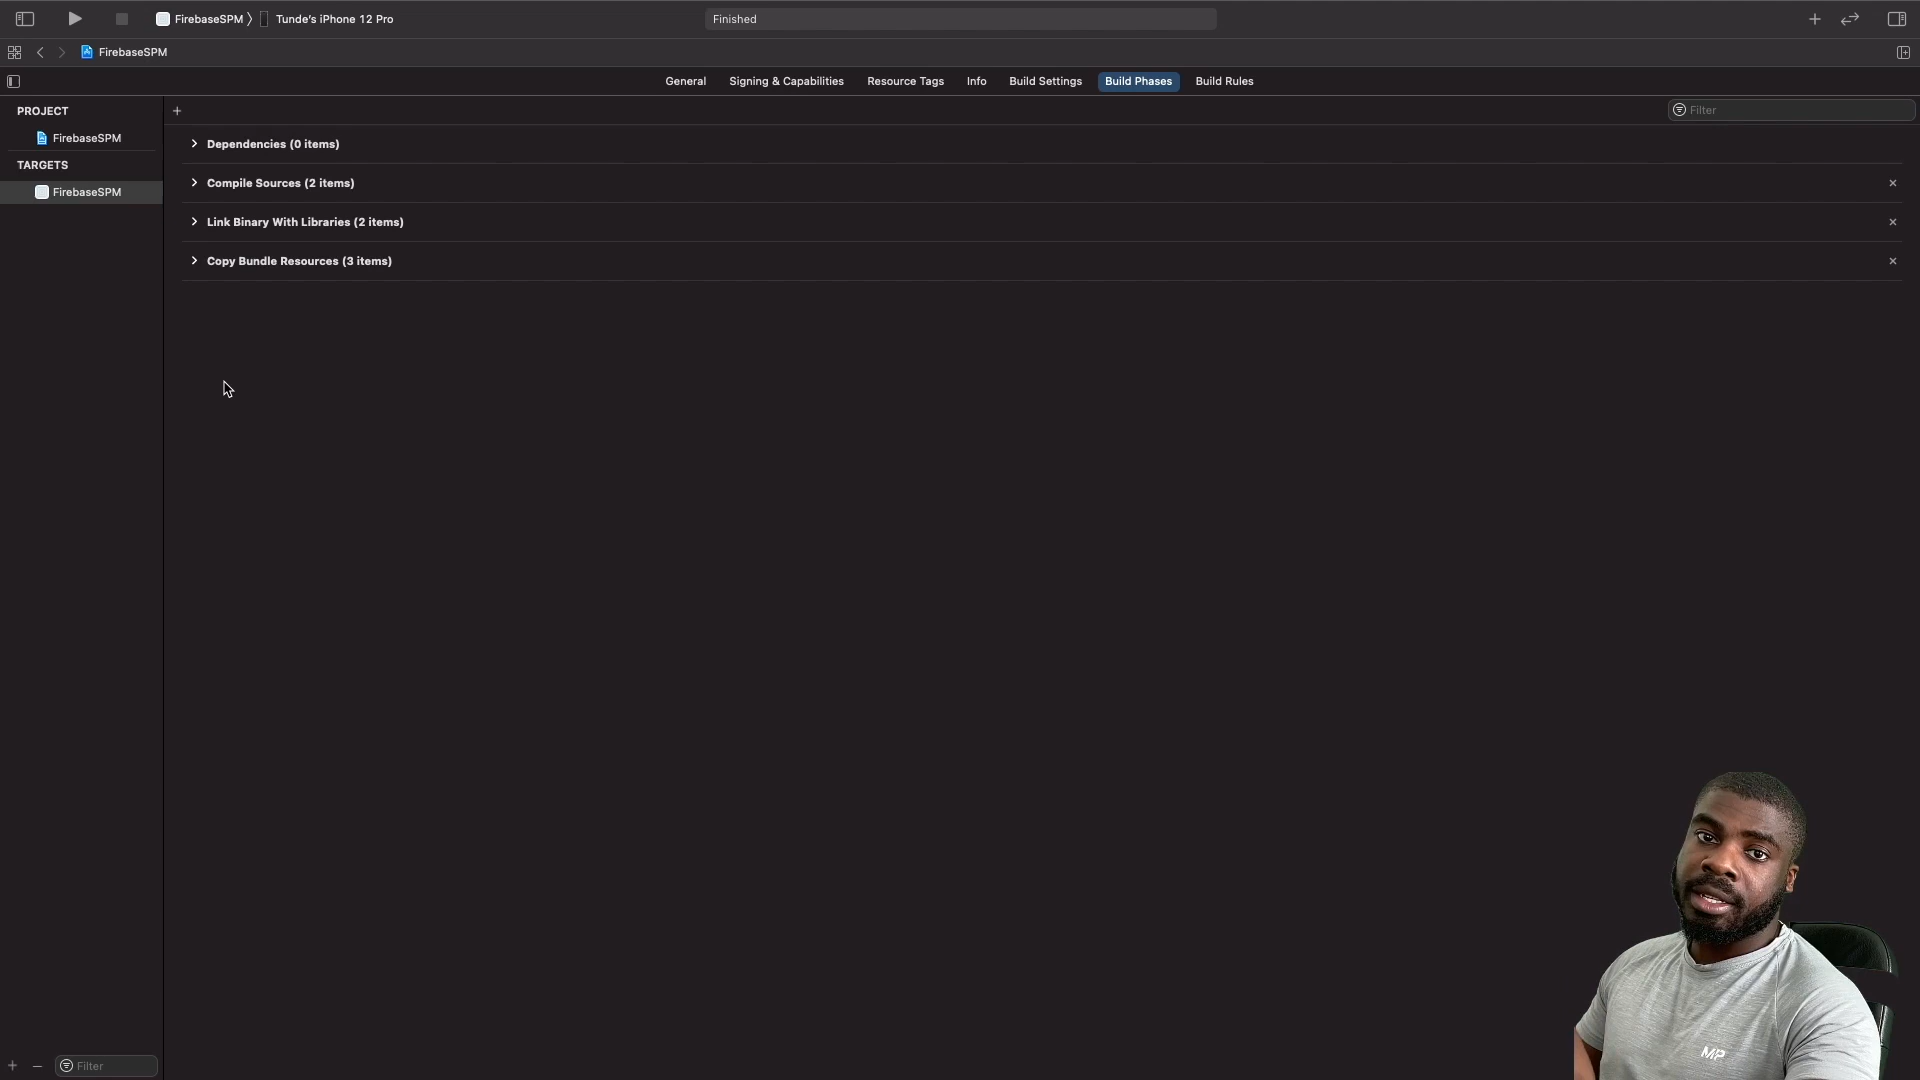 FirebaseSPM
Tunde's iPhone 12 Pro
Finished
FirebaseSPM
General
Signing & Capabilities
Resource Tags
Info
Build Settings
Build Phases
Build Rules
PROJECT
FirebaseSPM
TARGETS
FirebaseSPM
Filter
Dependencies (0 items)
Compile Sources (2 items)
Link Binary With Libraries (2 items)
Copy Bundle Resources (3 items)
MP
Filter